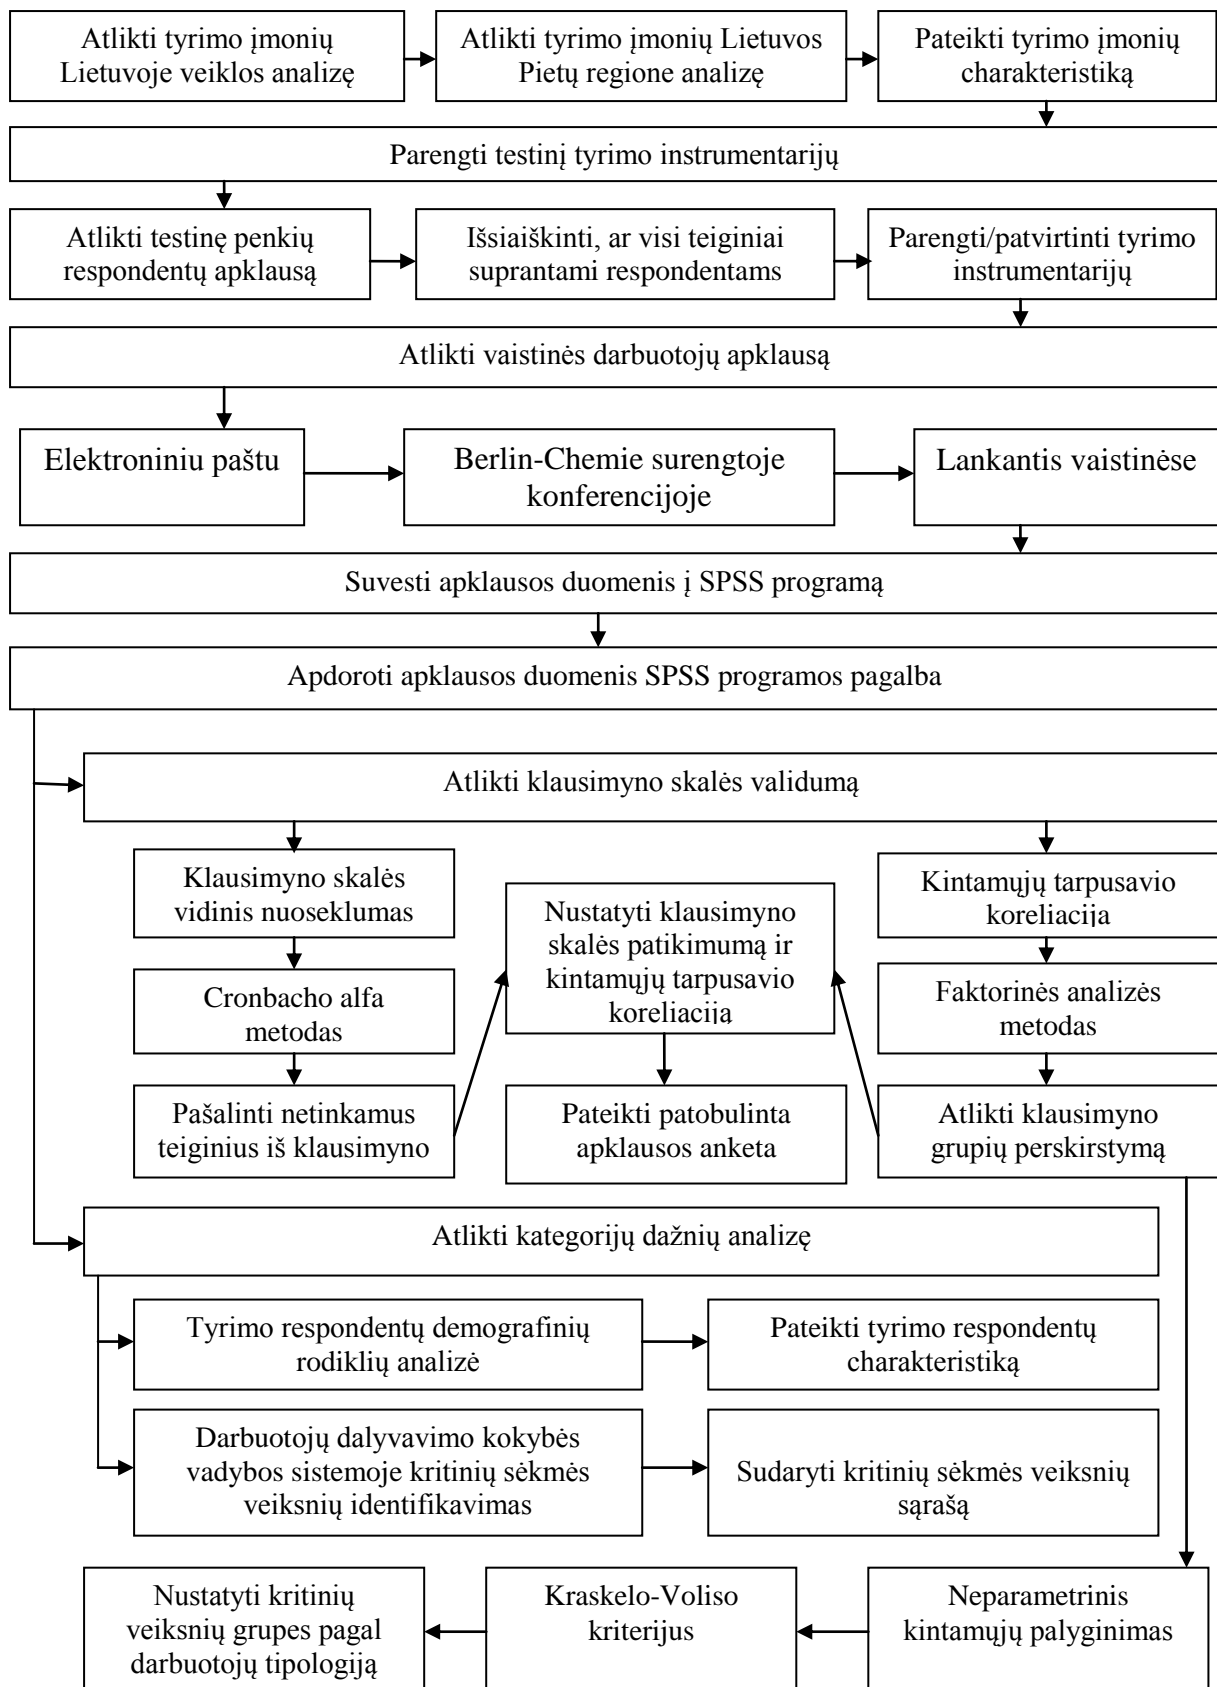 Atlikti tyrimo įmonių
Lietuvoje veiklos analizę
Atlikti tyrimo įmonių Lietuvos
Pietų regione analizę
Pateikti tyrimo įmonių
charakteristiką
Parengti testinį tyrimo instrumentarijų
Atlikti testinę penkių
respondentų apklausą
Išsiaiškinti, ar visi teiginiai
suprantami respondentams
Parengti/patvirtinti tyrimo
instrumentarijų
Atlikti vaistinės darbuotojų apklausą
Elektroniniu paštu
Berlin-Chemie surengtoje
konferencijoje
Lankantis vaistinėse
Suvesti apklausos duomenis į SPSS programą
Apdoroti apklausos duomenis SPSS programos pagalba
Atlikti klausimyno skalės validumą
Klausimyno skalės
vidinis nuoseklumas
Cronbacho alfa
metodas
Pašalinti netinkamus
teiginius iš klausimyno
Nustatyti klausimyno
skalės patikimumą ir
kintamųjų tarpusavio
koreliaciją
Pateikti patobulinta
apklausos anketa
Kintamųjų tarpusavio
koreliacija
Faktorinės analizės
metodas
Atlikti klausimyno
grupių perskirstymą
Atlikti kategorijų dažnių analizę
Tyrimo respondentų demografinių
rodiklių analizė
Pateikti tyrimo respondentų
charakteristiką
Darbuotojų dalyvavimo kokybės
vadybos sistemoje kritinių sėkmės
veiksnių identifikavimas
Sudaryti kritinių sėkmės veiksnių
sąrašą
Nustatyti kritinių
veiksnių grupes pagal
darbuotojų tipologiją
Kraskelo-Voliso
kriterijus
Neparametrinis
kintamųjų palyginimas